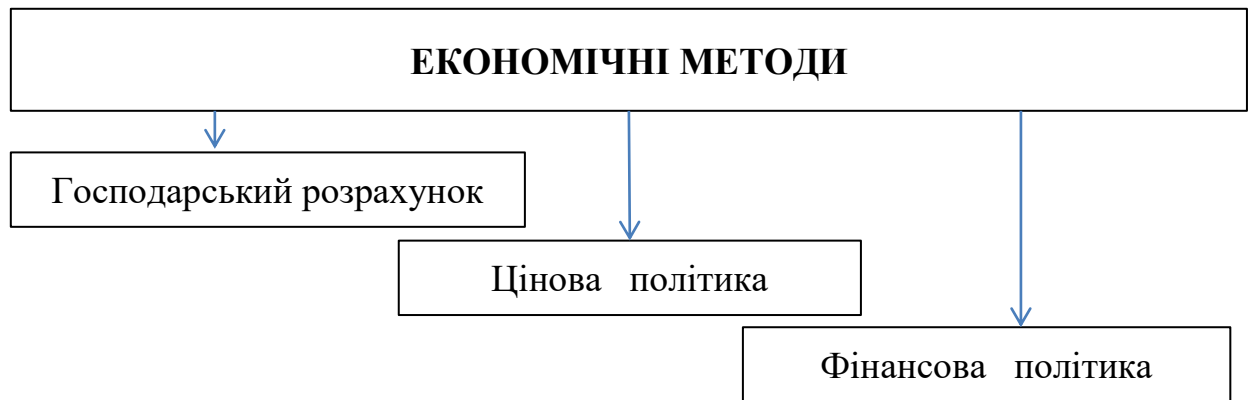 ЕКОНОМІЧНІ МЕТОДИ
Господарський розрахунок
Цінова політика
Фінансова політика